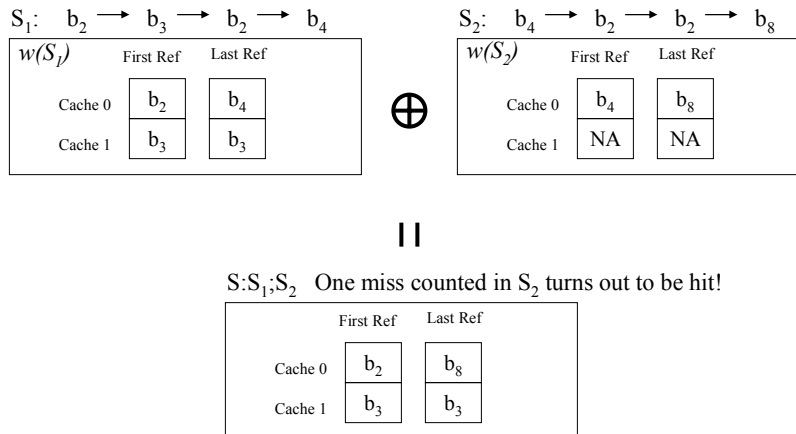 S₁: b₂ → b₃ → b₂ → b₄
w(S₁) First Ref Last Ref
Cache 0 b₂ b₄
Cache 1 b₃ b₃
⊕
S₂: b₄ → b₂ → b₂ → b₈
w(S₂) First Ref Last Ref
Cache 0 b₄ b₈
Cache 1 NA NA
=
S:S₁;S₂ One miss counted in S₂ turns out to be hit!
First Ref Last Ref
Cache 0 b₂ b₈
Cache 1 b₃ b₃